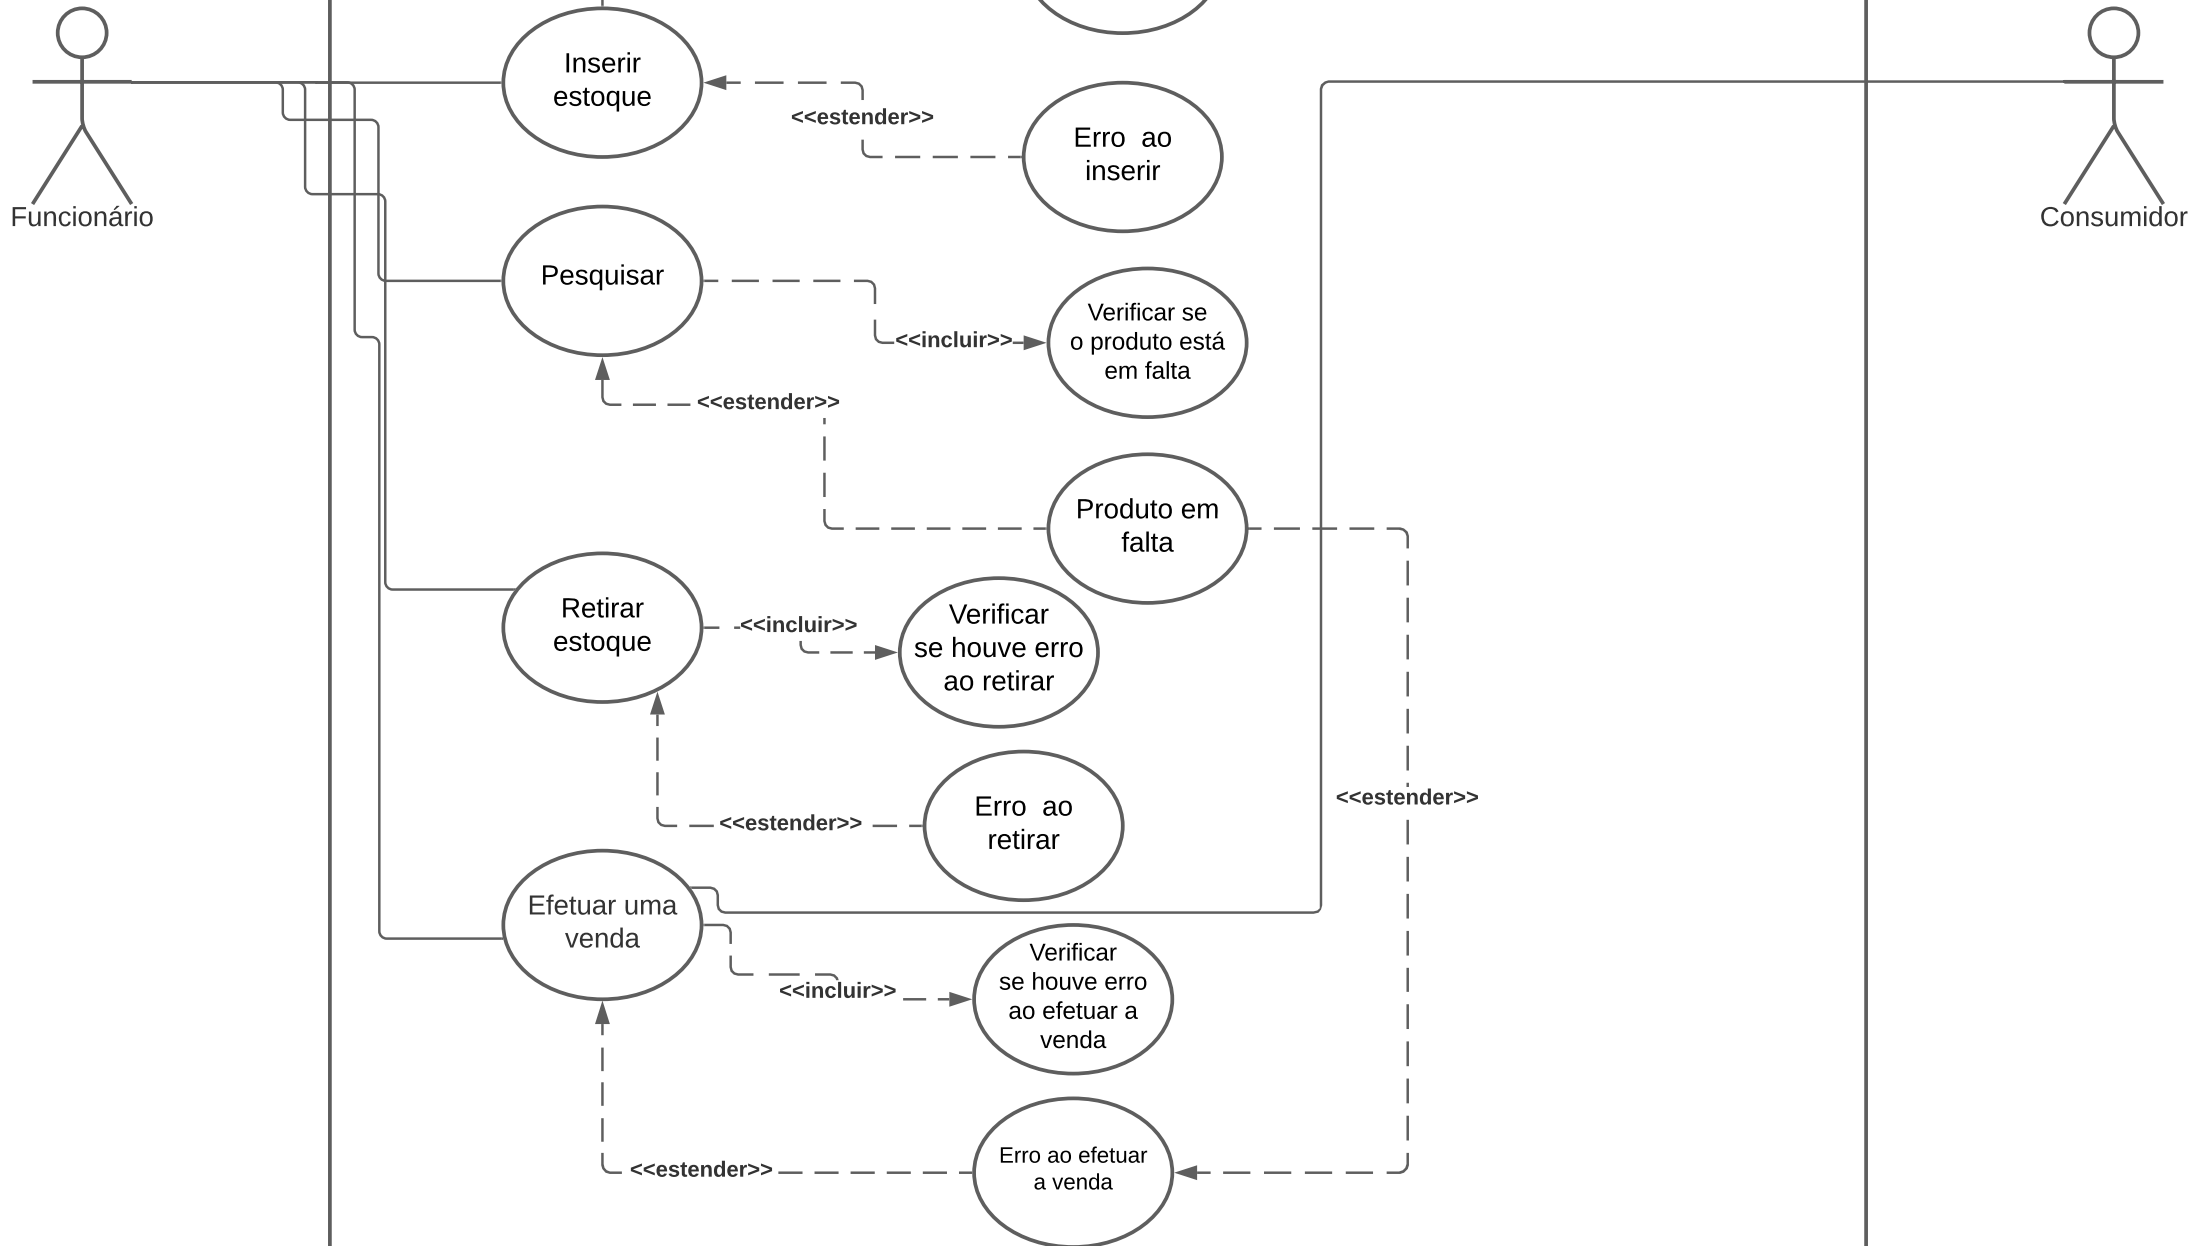 Inserir
estoque
<<estender>>
Erro  ao
inserir
Funcionário
Consumidor
Pesquisar
Verificar se
o produto está
em falta
<<incluir>>
<<estender>>
Produto em
falta
Retirar
estoque
<<incluir>>
Verificar
se houve erro
ao retirar
<<estender>>
Erro  ao
retirar
<<estender>>
Efetuar uma
venda
<<incluir>>
Verificar
se houve erro
ao efetuar a
venda
<<estender>>
Erro ao efetuar
a venda